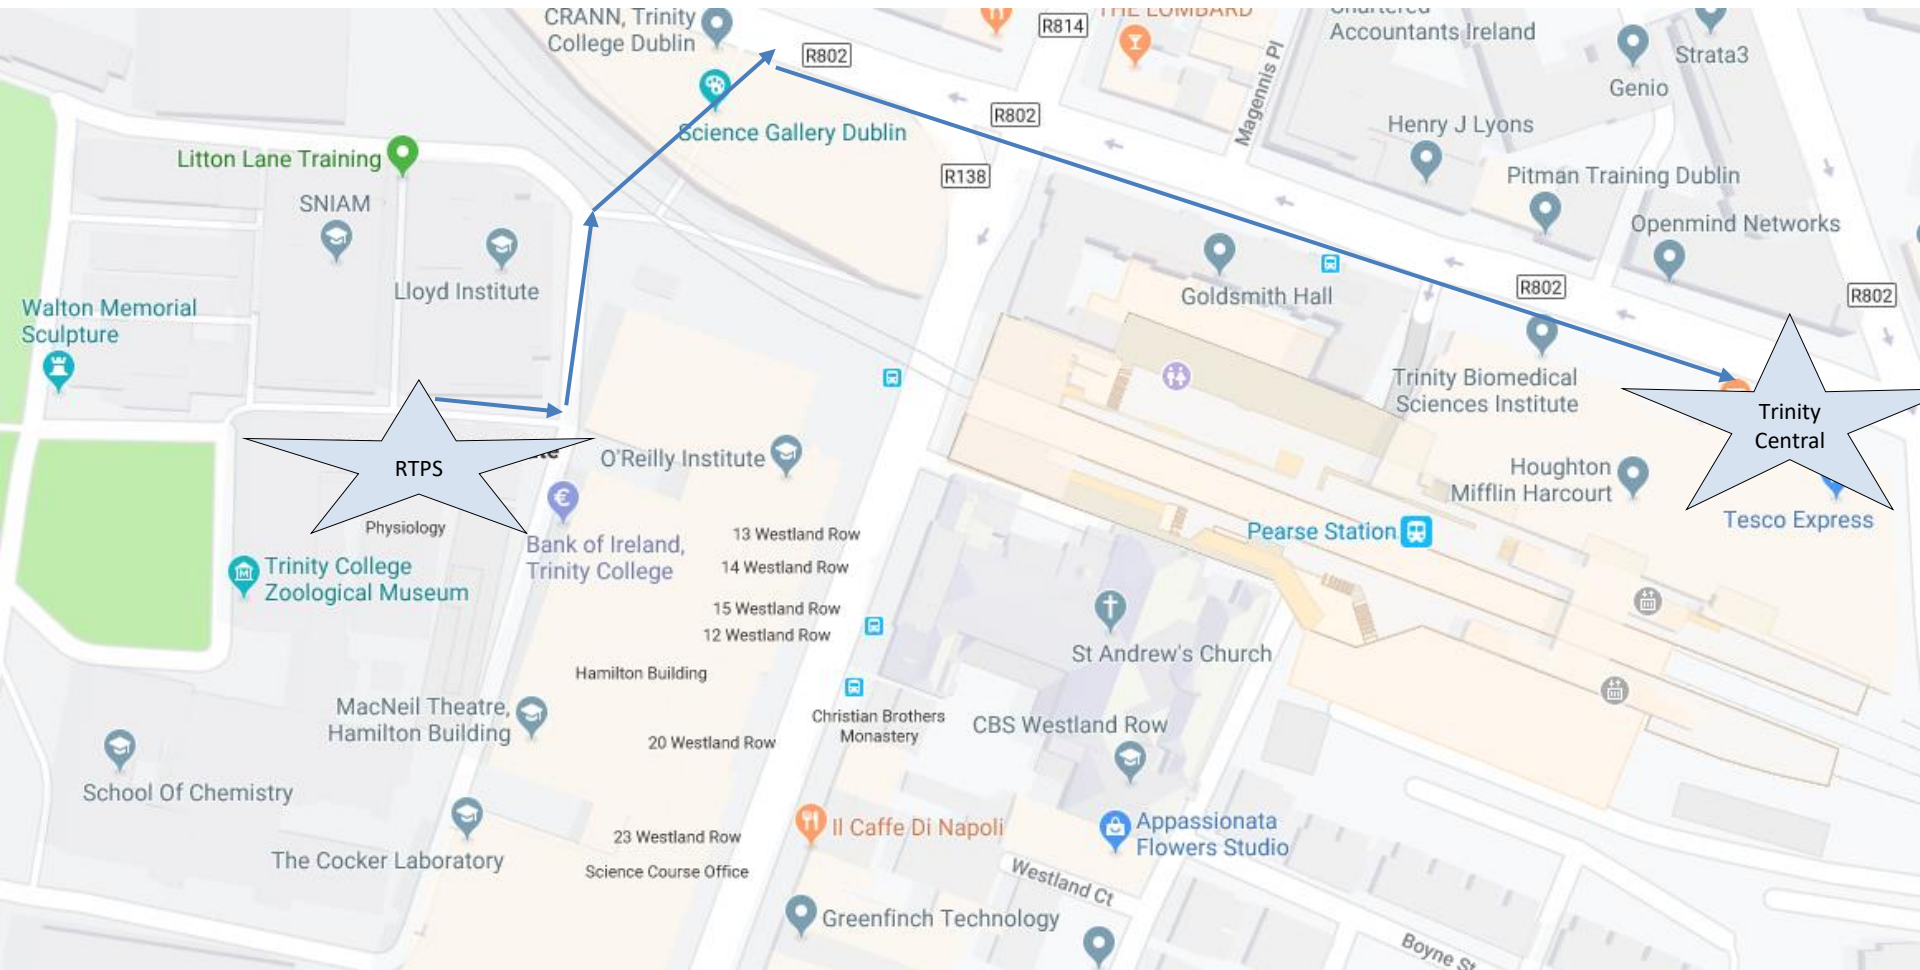 CRANN, Trinity
College Dublin
R802
R814
THE LOMBARD
Chartered
Accountants Ireland
Strata3
Genio
R802
Magennis Pl
Henry J Lyons
Science Gallery Dublin
Litton Lane Training
R138
Pitman Training Dublin
SNIAM
Openmind Networks
Lloyd Institute
Goldsmith Hall
R802
R802
Walton Memorial
Sculpture
Trinity Biomedical
Sciences Institute
Trinity
Central
RTPS
O'Reilly Institute
Houghton
Mifflin Harcourt
Tesco Express
Physiology
Bank of Ireland,
Trinity College
13 Westland Row
Pearse Station
Trinity College
Zoological Museum
14 Westland Row
15 Westland Row
12 Westland Row
St Andrew's Church
Hamilton Building
MacNeil Theatre,
Hamilton Building
Christian Brothers
Monastery
CBS Westland Row
20 Westland Row
School Of Chemistry
23 Westland Row
Il Caffe Di Napoli
Appassionata
Flowers Studio
The Cocker Laboratory
Science Course Office
Westland Ct
Greenfinch Technology
Boyne St